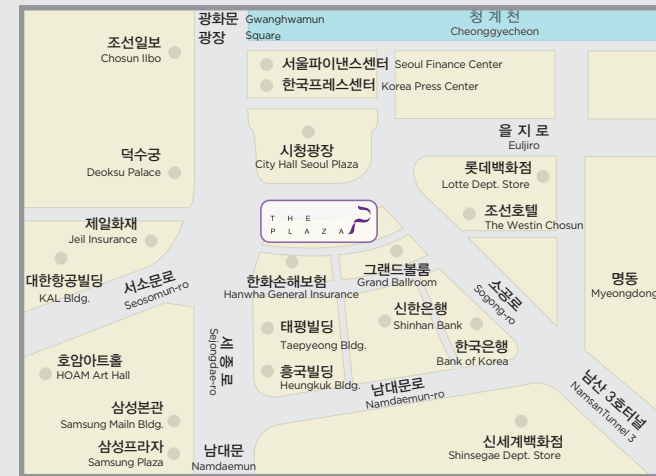 광화문 Gwanghwamun
광장 Square
청 계 천
Cheonggyecheon
조선일보
Chosun Ilbo
서울파이낸스센터 Seoul Finance Center
한국프레스센터 Korea Press Center
을 지 로
Euljiro
덕수궁
Deoksu Palace
시청광장
City Hall Seoul Plaza
롯데백화점
Lotte Dept. Store
조선호텔
The Westin Chosun
THE
PLAZA
제일화재
Jeil Insurance
대한항공빌딩
KAL Bldg.
서소문로
Seosomun-ro
한화손해보험
Hanwha General Insurance
그랜드볼룸
Grand Ballroom
소공로
Sogong-ro
명동
Myeongdong
태평빌딩
Taepyeong Bldg.
신한은행
Shinhan Bank
한국은행
Bank of Korea
세 종 로
Sejongdae-ro
호암아트홀
HOAM Art Hall
흥국빌딩
Heungkuk Bldg.
남대문로
Namdaemun-ro
남산 3호터널
NamsanTunnel 3
삼성본관
Samsung Mailn Bldg.
삼성프라자
Samsung Plaza
남대문
Namdaemun
신세계백화점
Shinsegae Dept. Store